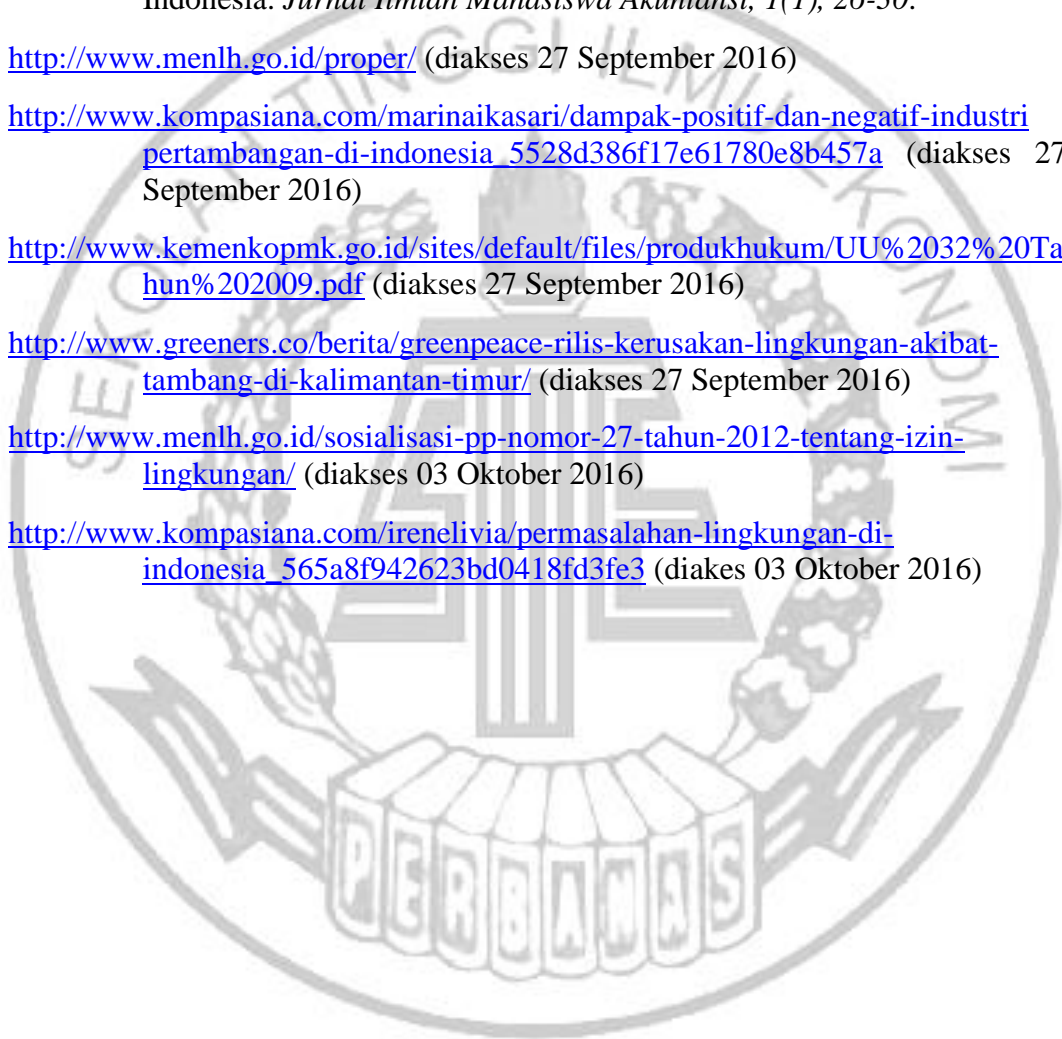 Indonesia. Jurnal Ilmiah Mahasiswa Akuntansi, 1(1), 26-30.
http://www.menlh.go.id/proper/ (diakses 27 September 2016)
http://www.kompasiana.com/marinaikasari/dampak-positif-dan-negatif-industri
pertambangan-di-indonesia_5528d386f17e61780e8b457a (diakses 27
September 2016)
http://www.kemenkopmk.go.id/sites/default/files/produkhukum/UU%2032%20Ta
hun%202009.pdf (diakses 27 September 2016)
http://www.greeners.co/berita/greenpeace-rilis-kerusakan-lingkungan-akibat-
tambang-di-kalimantan-timur/ (diakses 27 September 2016)
http://www.menlh.go.id/sosialisasi-pp-nomor-27-tahun-2012-tentang-izin-
lingkungan/ (diakses 03 Oktober 2016)
http://www.kompasiana.com/irenelivia/permasalahan-lingkungan-di-
indonesia_565a8f942623bd0418fd3fe3 (diakes 03 Oktober 2016)
SEKOLAH TINGGI ILMU EKONOMI
PERBANAS